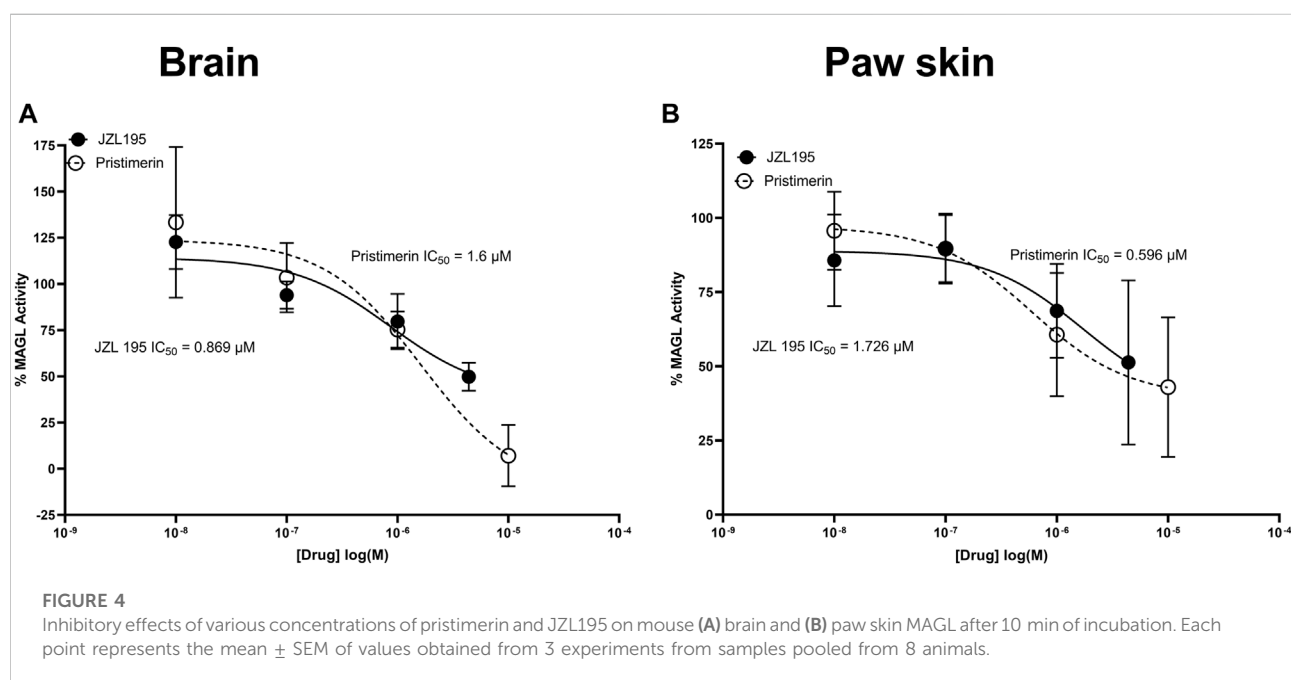 Brain
Paw skin
A
175
150
125
100
75
50
25
0
-25
% MAGL Activity
JZL195
Pristimerin
Pristimerin IC50 = 1.6 µM
JZL 195 IC50 = 0.869 µM
10-9
10-8
10-7
10-6
10-5
10-4
[Drug] log(M)
B
125
100
75
50
25
0
% MAGL Activity
JZL195
Pristimerin
Pristimerin IC50 = 0.596 µM
JZL 195 IC50 = 1.726 µM
10-9
10-8
10-7
10-6
10-5
10-4
[Drug] log(M)
FIGURE 4
Inhibitory effects of various concentrations of pristimerin and JZL195 on mouse (A) brain and (B) paw skin MAGL after 10 min of incubation. Each
point represents the mean ± SEM of values obtained from 3 experiments from samples pooled from 8 animals.